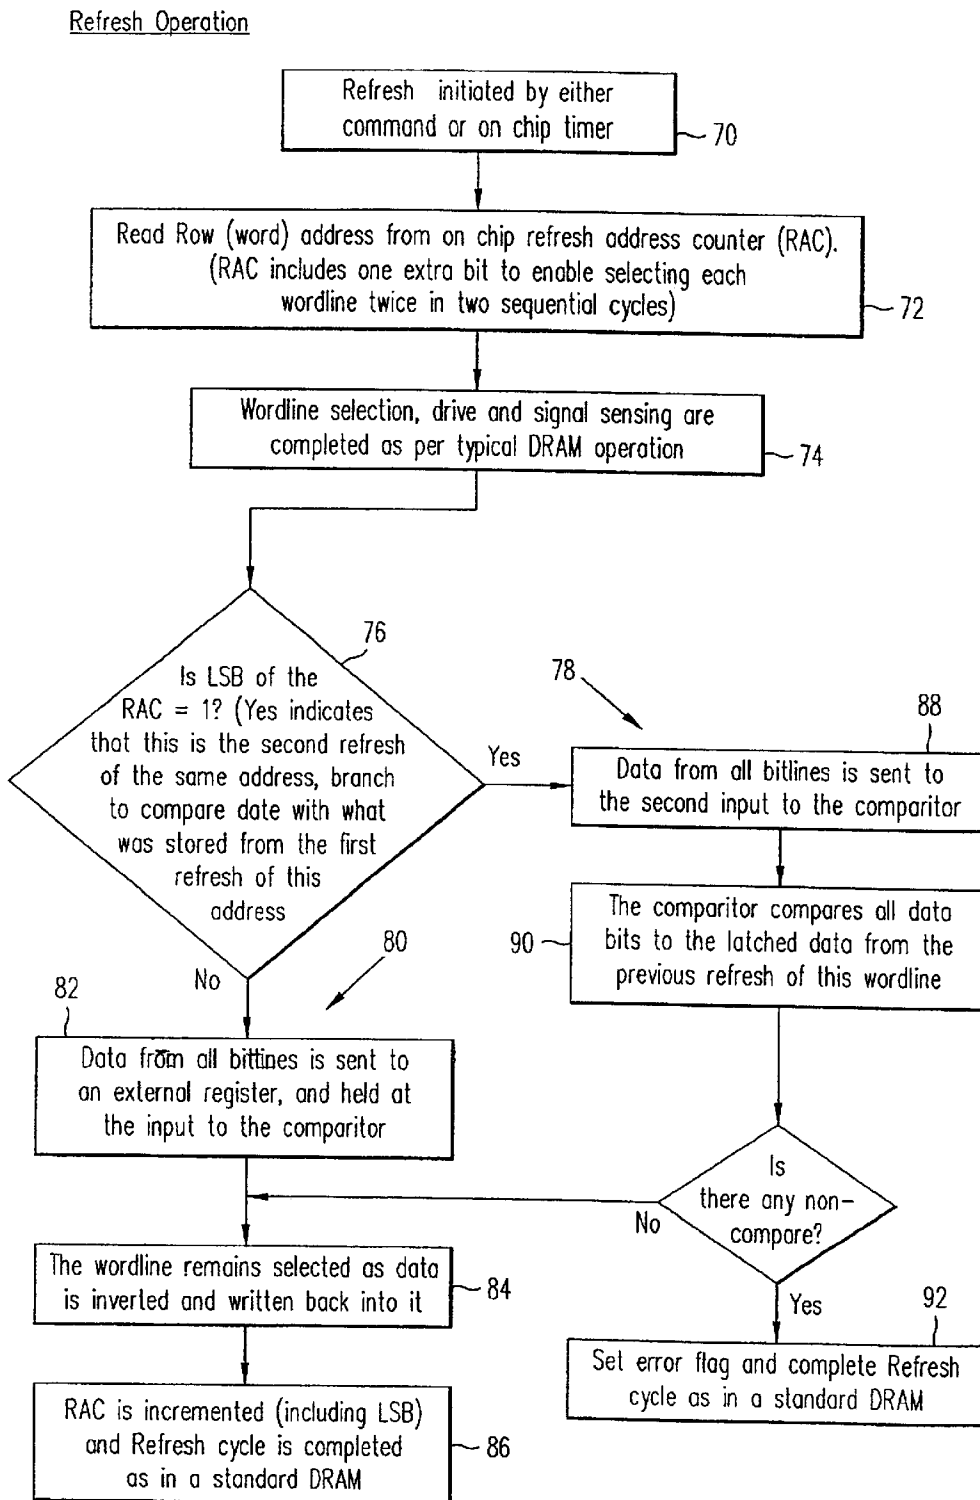 Refresh Operation
Refresh initiated by either
command or on chip timer
70
Read Row (word) address from on chip refresh address counter (RAC).
(RAC includes one extra bit to enable selecting each
wordline twice in two sequential cycles)
72
Wordline selection, drive and signal sensing are
completed as per typical DRAM operation
74
76
Is LSB of the
RAC = 1? (Yes indicates
that this is the second refresh
of the same address, branch
to compare date with what
was stored from the first
refresh of this
address
Yes
78
88
Data from all bitlines is sent to
the second input to the comparitor
90
The comparitor compares all data
bits to the latched data from the
previous refresh of this wordline
No
80
82
Data from all bittlines is sent to
an external register, and held at
the input to the comparitor
Is
there any non-
compare?
No
Yes
The wordline remains selected as data
is inverted and written back into it
84
92
Set error flag and complete Refresh
cycle as in a standard DRAM
RAC is incremented (including LSB)
and Refresh cycle is completed
as in a standard DRAM
86